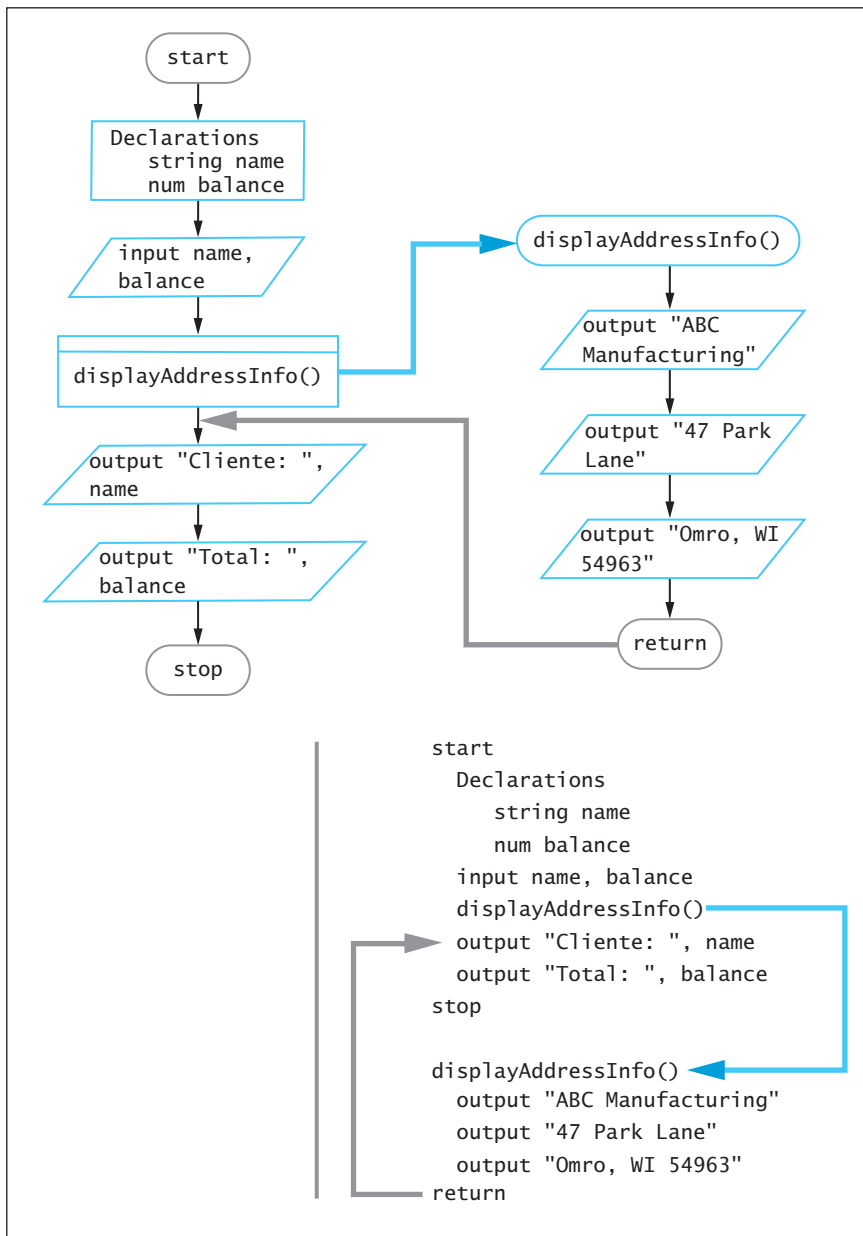 start
Declarations
string name
num balance
input name,
balance
displayAddressInfo()
output "Cliente: ",
name
output "Total: ",
balance
stop
displayAddressInfo()
output "ABC
Manufacturing"
output "47 Park
Lane"
output "Omro, WI
54963"
return
start
Declarations
string name
num balance
input name, balance
displayAddressInfo()
output "Cliente: ", name
output "Total: ", balance
stop
displayAddressInfo()
output "ABC Manufacturing"
output "47 Park Lane"
output "Omro, WI 54963"
return